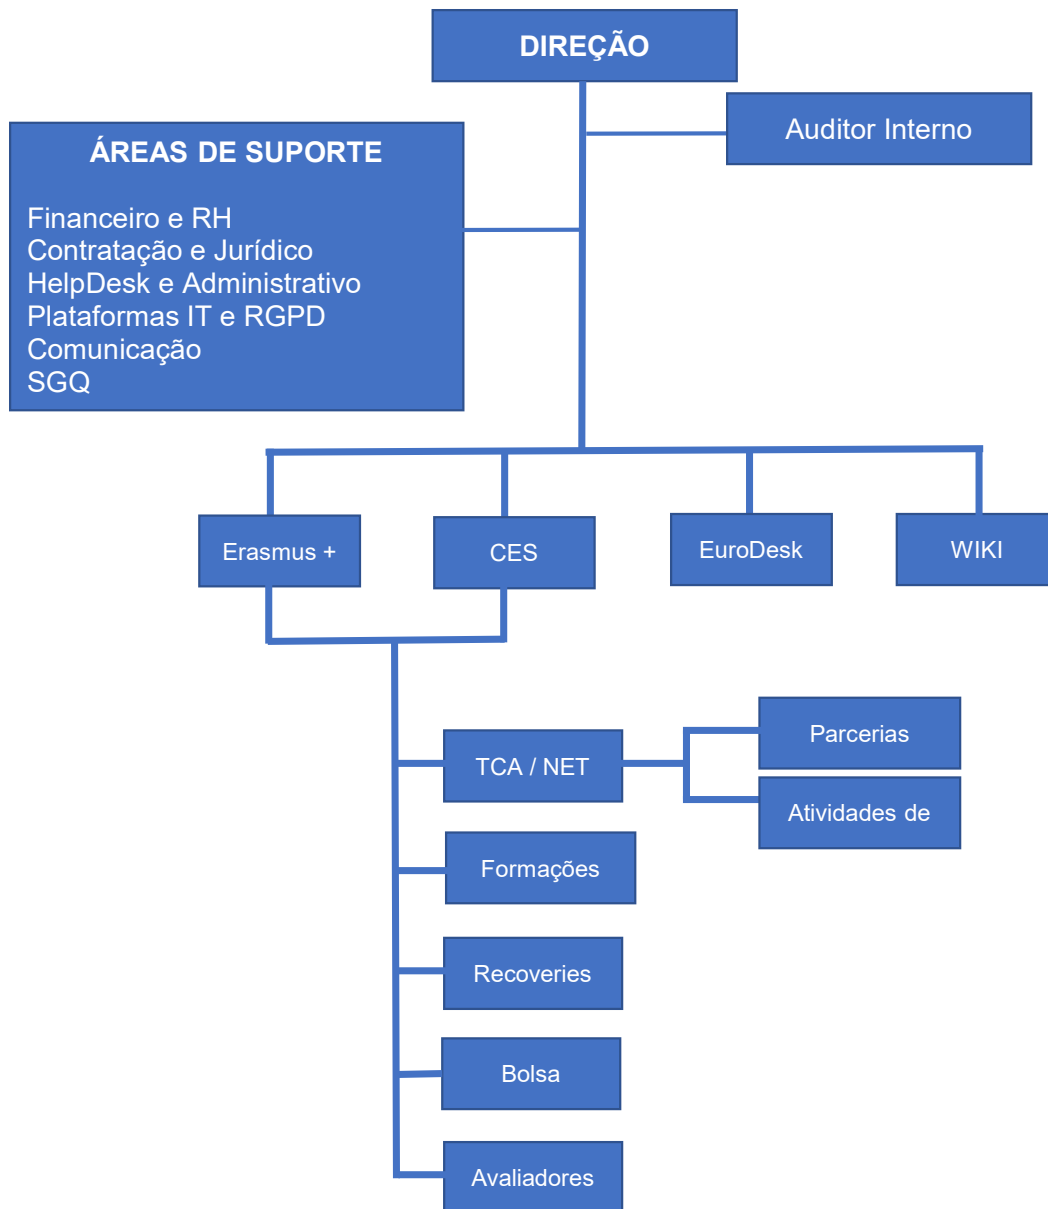 DIREÇÃO
Auditor Interno
ÁREAS DE SUPORTE
Financeiro e RH
Contratação e Jurídico
HelpDesk e Administrativo
Plataformas IT e RGPD
Comunicação
SGQ
Erasmus +
CES
EuroDesk
WIKI
TCA / NET
Parcerias
Atividades de
Formações
Recoveries
Bolsa
Avaliadores